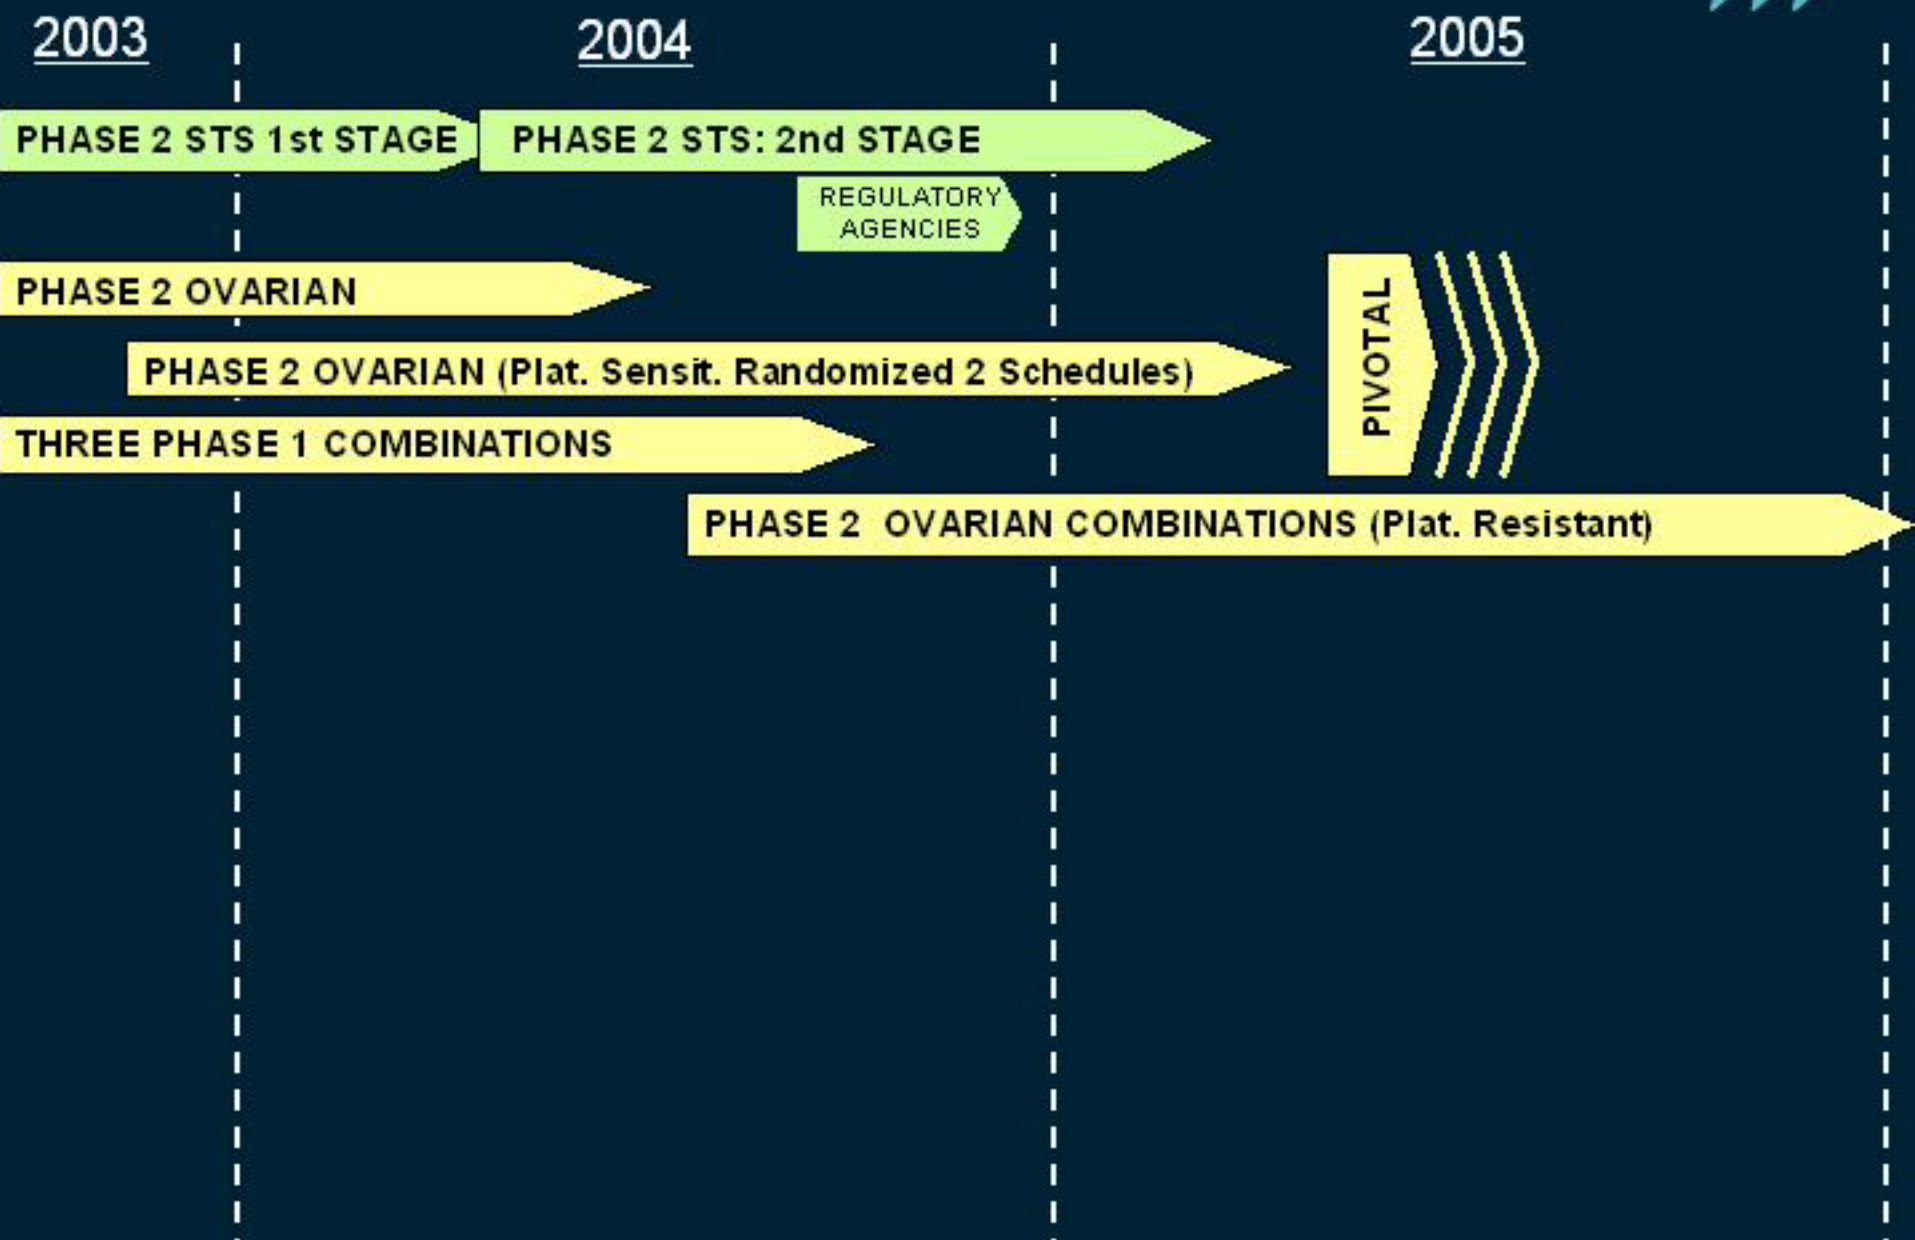 2003
2004
2005
PHASE 2 STS 1st STAGE
PHASE 2 STS: 2nd STAGE
REGULATORY
AGENCIES
PHASE 2 OVARIAN
PIVOTAL
PHASE 2 OVARIAN (Plat. Sensit. Randomized 2 Schedules)
THREE PHASE 1 COMBINATIONS
PHASE 2 OVARIAN COMBINATIONS (Plat. Resistant)